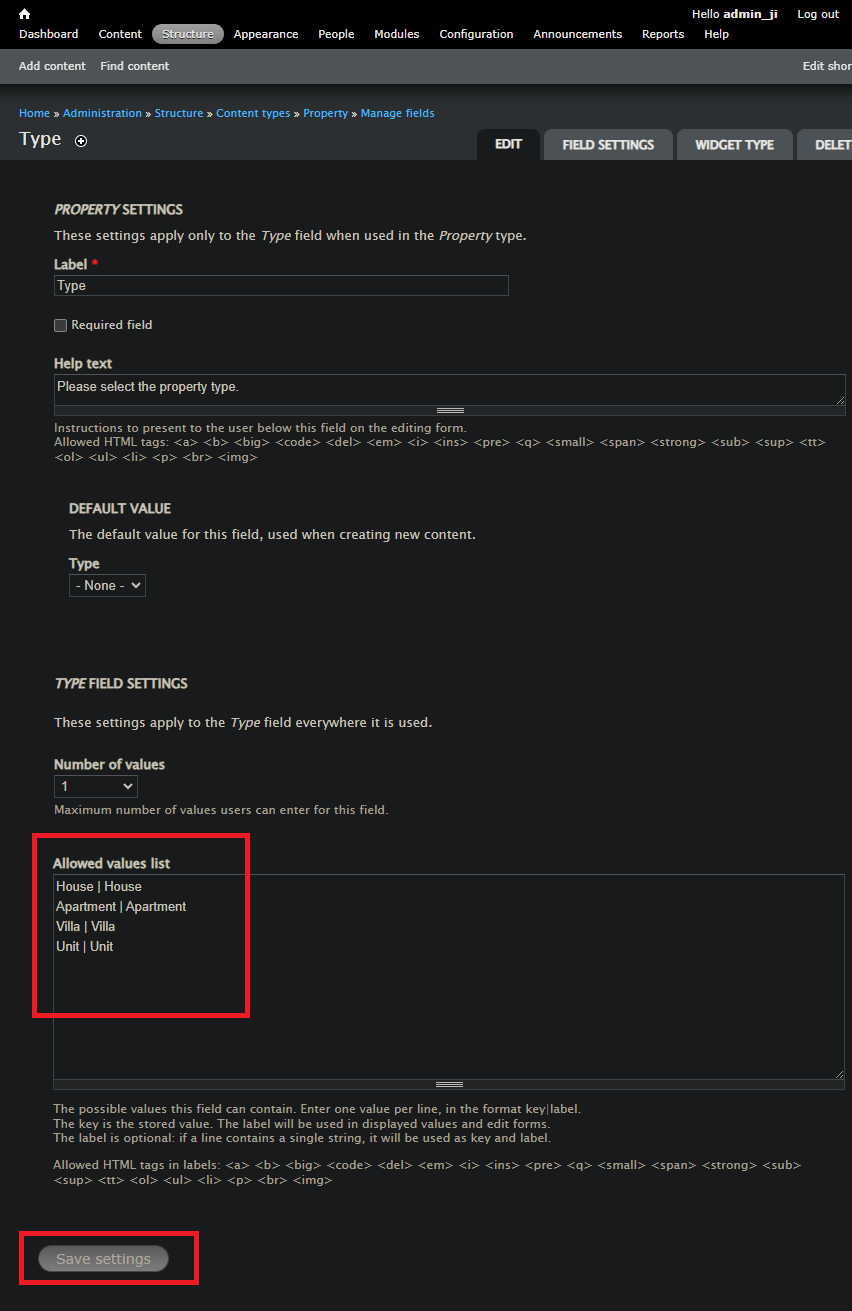 Hello admin_ji Log out
Dashboard Content Structure Appearance People Modules Configuration Announcements Reports Help
Add content Find content Edit shor
Home » Administration » Structure » Content types » Property » Manage fields
Type
EDIT FIELD SETTINGS WIDGET TYPE DELET
PROPERTY SETTINGS
These settings apply only to the Type field when used in the Property type.
Label *
Type
Required field
Help text
Please select the property type.
Instructions to present to the user below this field on the editing form.
Allowed HTML tags: <a> <b> <big> <code> <del> <em> <i> <ins> <pre> <q> <small> <span> <strong> <sub> <sup> <tt>
<ol> <ul> <li> <p> <br> <img>
DEFAULT VALUE
The default value for this field, used when creating new content.
Type
- None -
TYPE FIELD SETTINGS
These settings apply to the Type field everywhere it is used.
Number of values
1
Maximum number of values users can enter for this field.
Allowed values list
House | House
Apartment | Apartment
Villa | Villa
Unit | Unit
The possible values this field can contain. Enter one value per line, in the format key|label.
The key is the stored value. The label will be used in displayed values and edit forms.
The label is optional: if a line contains a single string, it will be used as key and label.
Allowed HTML tags in labels: <a> <b> <big> <code> <del> <em> <i> <ins> <pre> <q> <small> <span> <strong> <sub>
<sup> <tt> <ol> <ul> <li> <p> <br> <img>
Save settings